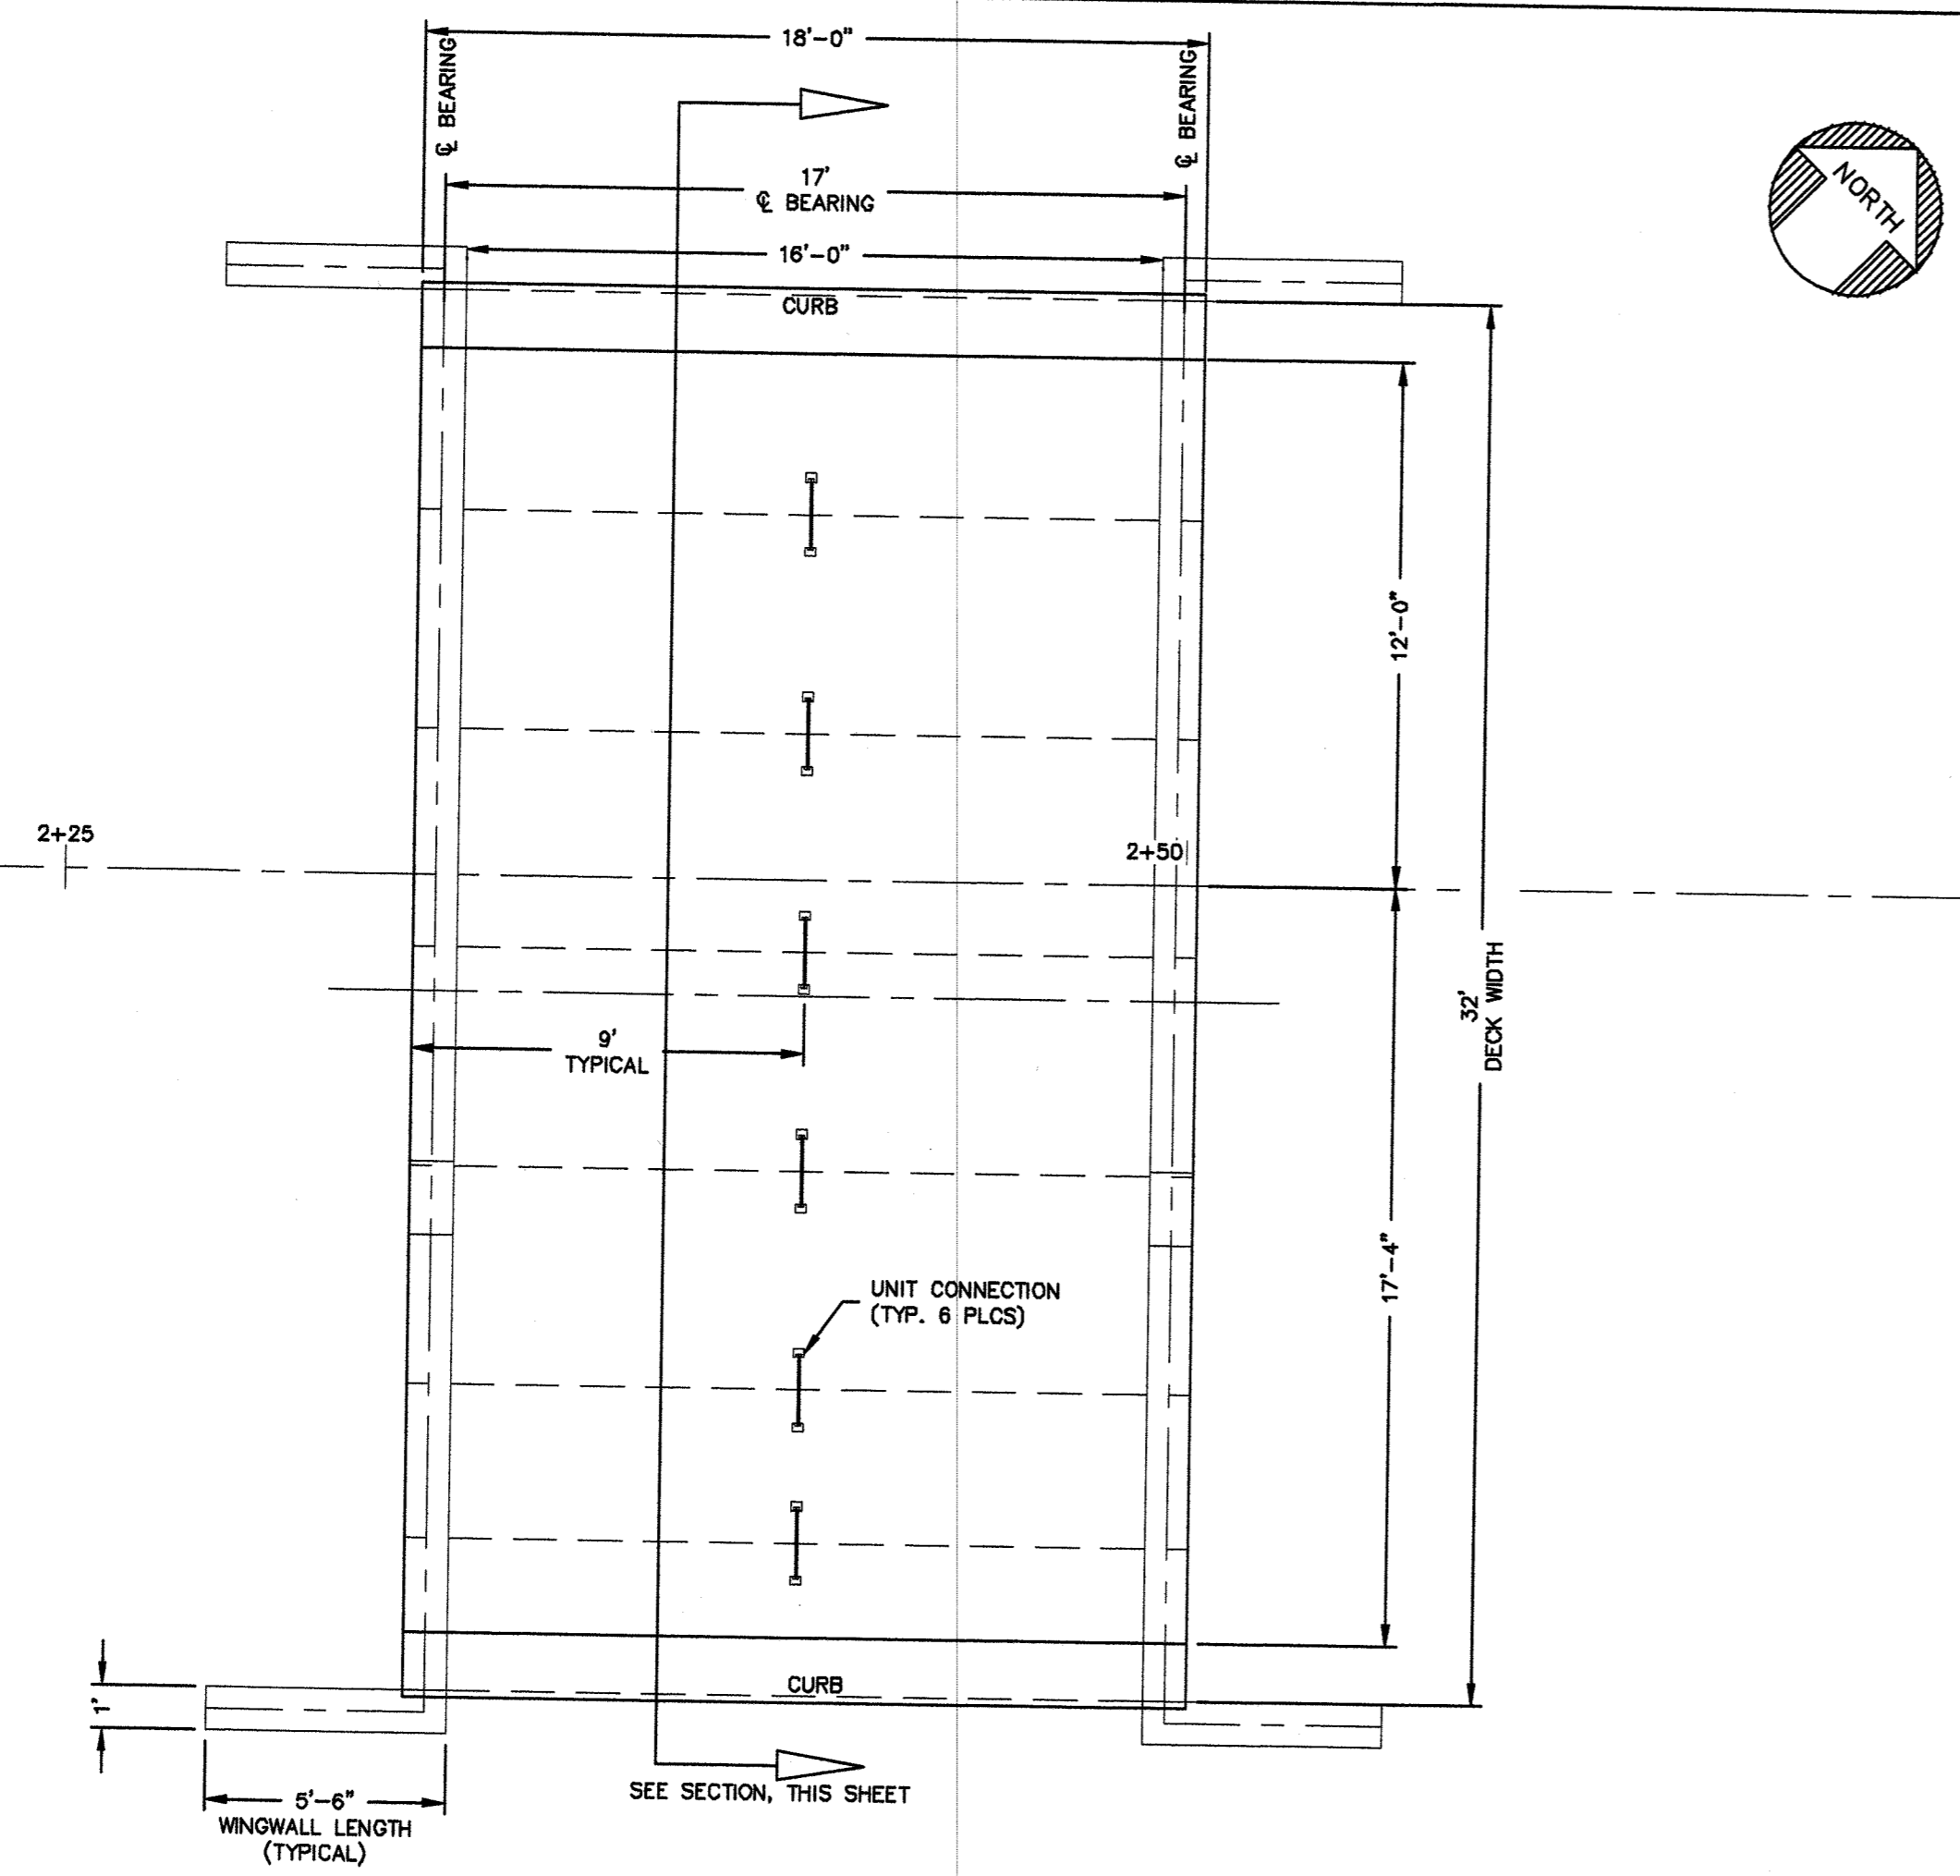 18'-0"
℄ BEARING
℄ BEARING
17'
℄ BEARING
NORTH
16'-0"
CURB
12'-0"
2+25
2+50
32'
DECK WIDTH
9'
TYPICAL
17'-4"
UNIT CONNECTION
(TYP. 6 PLCS)
CURB
1'
SEE SECTION, THIS SHEET
5'-6"
WINGWALL LENGTH
(TYPICAL)